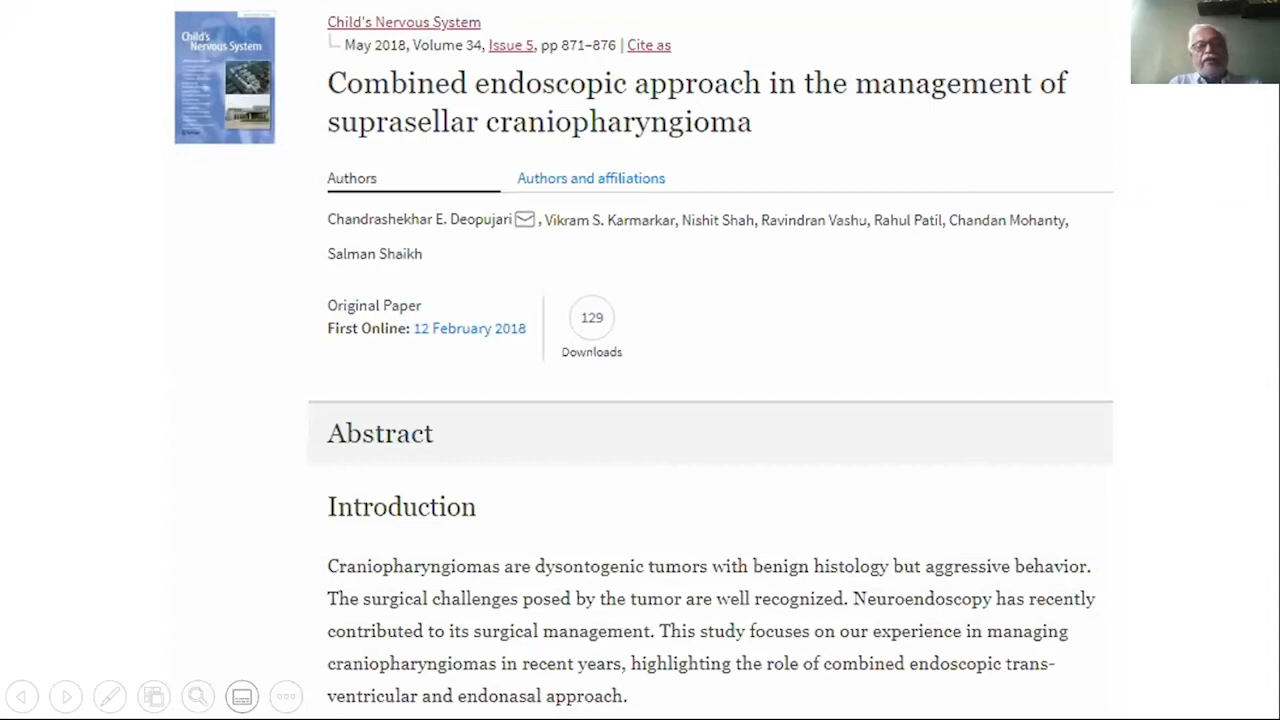 Child's
Nervous System
Child's Nervous System
May 2018, Volume 34, Issue 5, pp 871–876 | Cite as
Combined endoscopic approach in the management of
suprasellar craniopharyngioma
Authors
Authors and affiliations
Chandrashekhar E. Deopujari , Vikram S. Karmarkar, Nishit Shah, Ravindran Vashu, Rahul Patil, Chandan Mohanty,
Salman Shaikh
Original Paper
First Online: 12 February 2018
129
Downloads
Abstract
Introduction
Craniopharyngiomas are dysontogenic tumors with benign histology but aggressive behavior.
The surgical challenges posed by the tumor are well recognized. Neuroendoscopy has recently
contributed to its surgical management. This study focuses on our experience in managing
craniopharyngiomas in recent years, highlighting the role of combined endoscopic trans-
ventricular and endonasal approach.